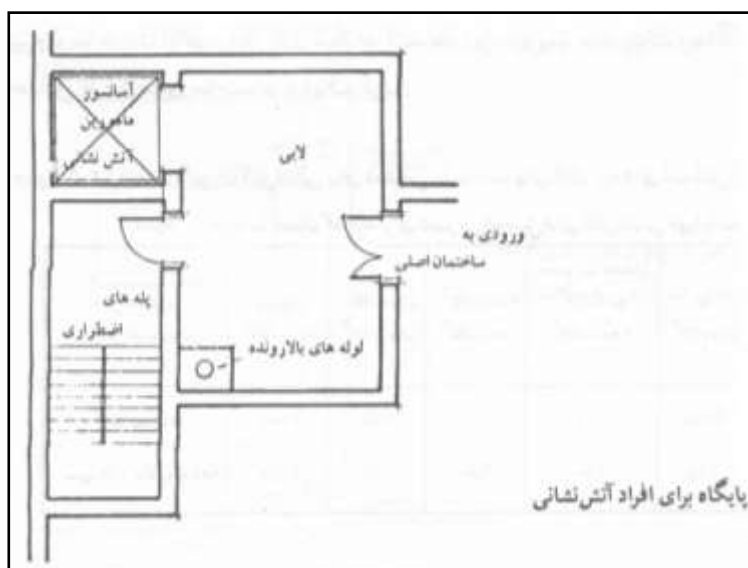 آسانسور
مامورین
آتش نشانی
لابی
ورودی به
ساختمان اصلی
پله های
اضطراری
لوله های بالارونده
پایگاه برای افراد آتش‌نشانی